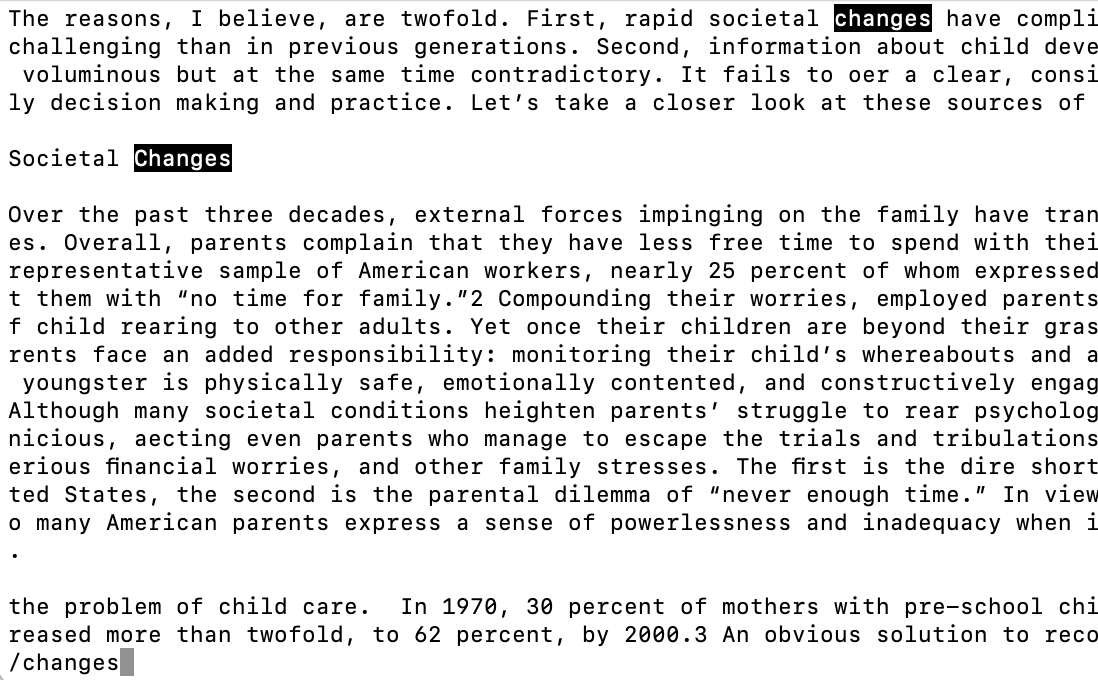 The reasons, I believe, are twofold. First, rapid societal changes have compli
challenging than in previous generations. Second, information about child deve
voluminous but at the same time contradictory. It fails to oer a clear, consi
ly decision making and practice. Let’s take a closer look at these sources of
Societal Changes
Over the past three decades, external forces impinging on the family have tran
es. Overall, parents complain that they have less free time to spend with thei
representative sample of American workers, nearly 25 percent of whom expressed
t them with “no time for family.”2 Compounding their worries, employed parents
f child rearing to other adults. Yet once their children are beyond their gras
rents face an added responsibility: monitoring their child’s whereabouts and a
youngster is physically safe, emotionally contented, and constructively engag
Although many societal conditions heighten parents’ struggle to rear psycholog
nicious, aecting even parents who manage to escape the trials and tribulations
erious financial worries, and other family stresses. The first is the dire short
ted States, the second is the parental dilemma of “never enough time.” In view
o many American parents express a sense of powerlessness and inadequacy when i
.
the problem of child care.  In 1970, 30 percent of mothers with pre–school chi
reased more than twofold, to 62 percent, by 2000.3 An obvious solution to reco
/changes